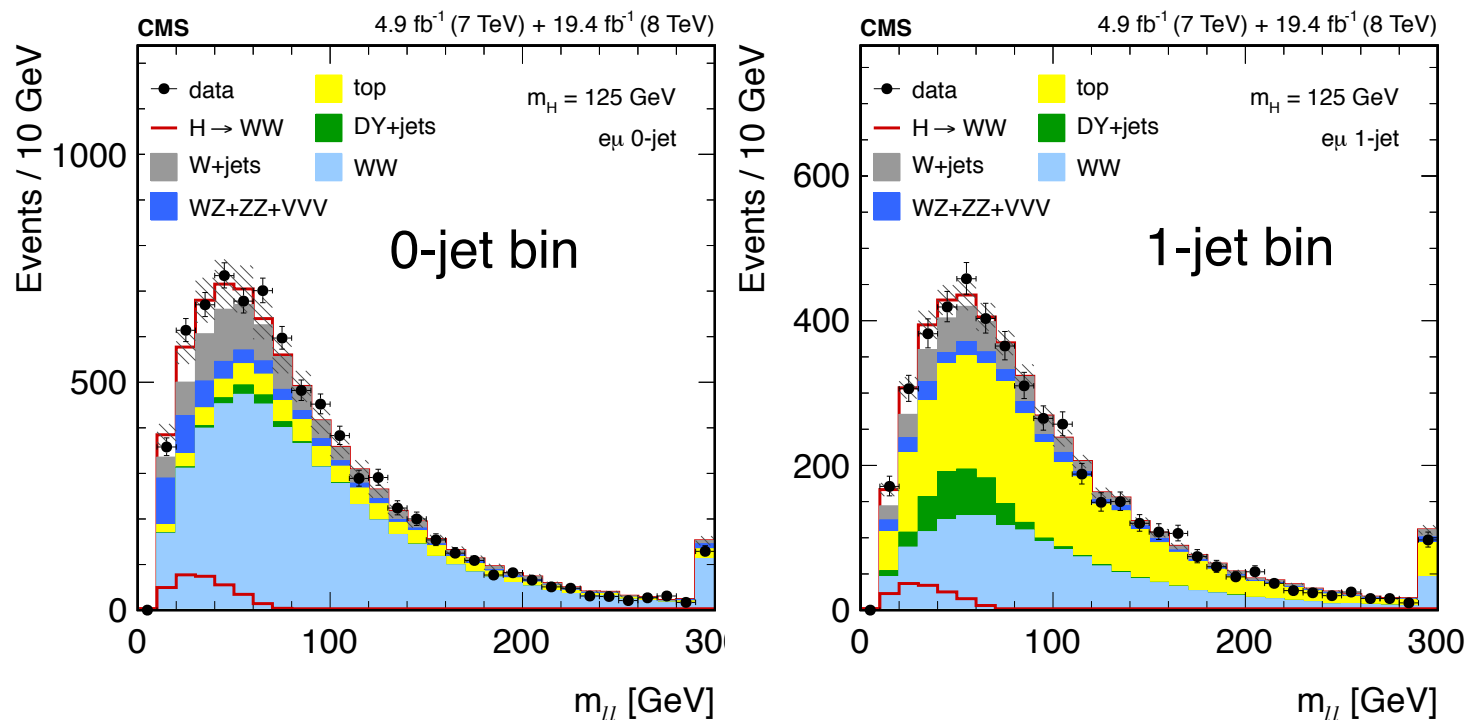 CMS 4.9 fb⁻¹ (7 TeV) + 19.4 fb⁻¹ (8 TeV)
Events / 10 GeV
1000
500
0
data
H → WW
W+jets
WZ+ZZ+VVV
top
DY+jets
WW
m_H = 125 GeV
eμ 0-jet
0-jet bin
0 100 200 300
m_ll [GeV]
CMS 4.9 fb⁻¹ (7 TeV) + 19.4 fb⁻¹ (8 TeV)
Events / 10 GeV
600
400
200
0
data
H → WW
W+jets
WZ+ZZ+VVV
top
DY+jets
WW
m_H = 125 GeV
eμ 1-jet
1-jet bin
0 100 200 300
m_ll [GeV]